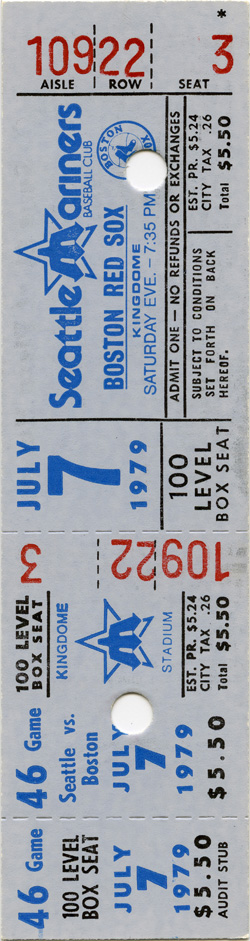 *
109 22 3
AISLE ROW SEAT
Seattle Mariners
BASEBALL CLUB
BOSTON
SOX
BOSTON RED SOX
KINGDOME
SATURDAY EVE. – 7:35 PM
ADMIT ONE – NO REFUNDS OR EXCHANGES
EST. PR. $5.24
CITY TAX .26
Total $5.50
SUBJECT TO CONDITIONS
SET FORTH ON BACK
HEREOF.
JULY
7
1979
100
LEVEL
BOX SEAT
3
109 22
100 LEVEL
BOX SEAT
KINGDOME
STADIUM
EST. PR. $5.24
CITY TAX .26
Total $5.50
46 Game
Seattle vs.
Boston
JULY
7
1979
$5.50
46 Game
100 LEVEL
BOX SEAT
JULY
7
1979
$5.50
AUDIT STUB